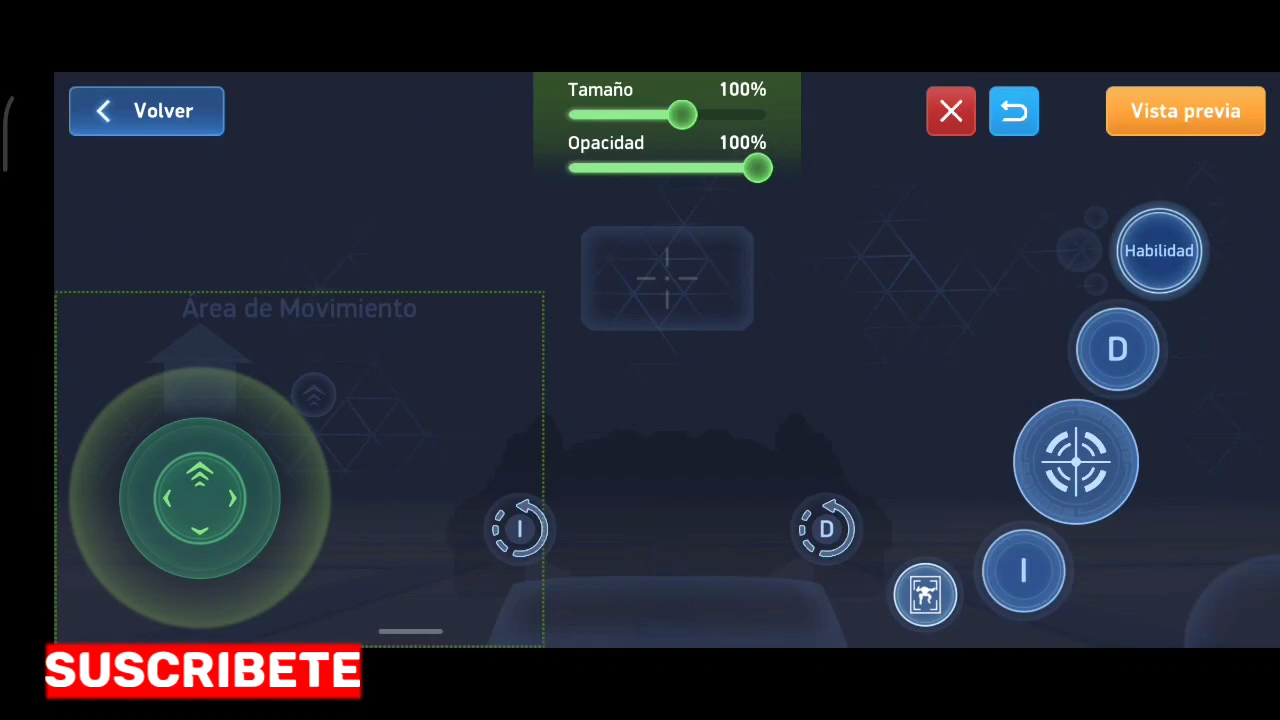 Volver
Tamaño 100%
Opacidad 100%
Vista previa
Habilidad
Área de Movimiento
D
I
D
I
SUSCRIBETE